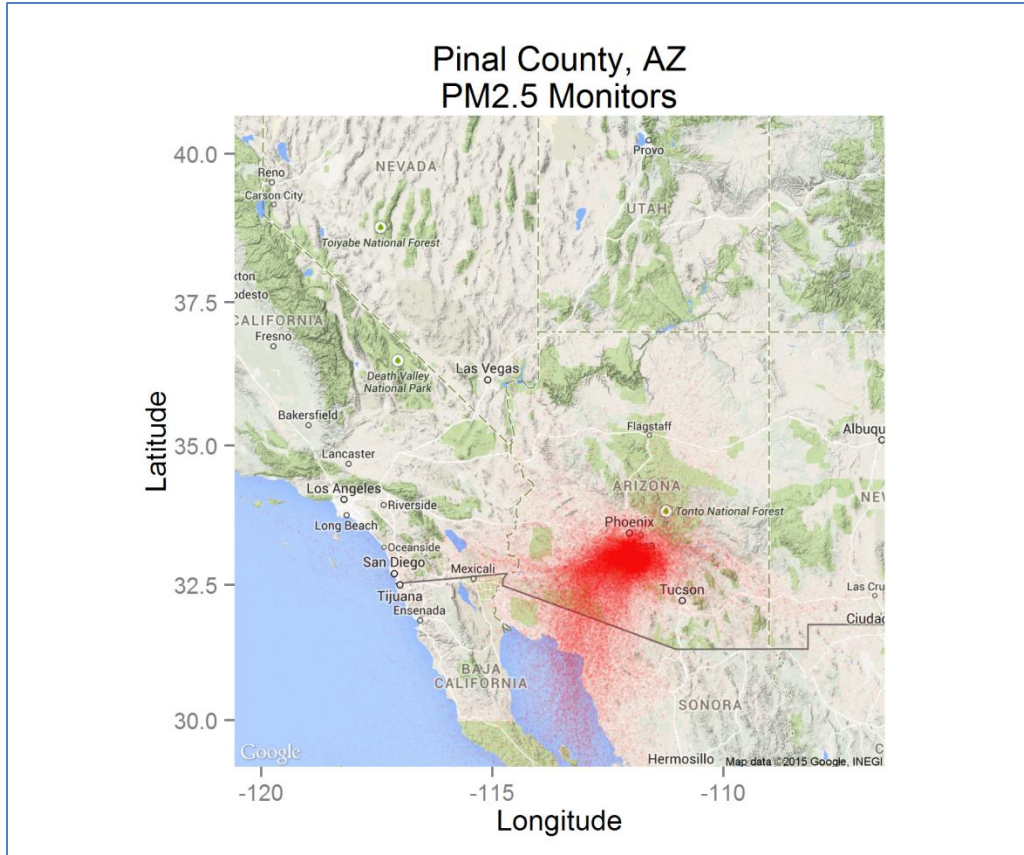 Pinal County, AZ
PM2.5 Monitors
40.0
37.5
35.0
32.5
30.0
Latitude
-120
-115
-110
Longitude
Reno
Carson City
NEVADA
Toiyabe National Forest
Provo
UTAH
xton
odesto
CALIFORNIA
Fresno
Death Valley
National Park
Las Vegas
Bakersfield
Lancaster
Los Angeles
Riverside
Long Beach
Oceanside
San Diego
Mexicali
Tijuana
Ensenada
BAJA
CALIFORNIA
Flagstaff
Albuqu
ARIZONA
NEV
Tonto National Forest
Phoenix
Tucson
Las Cru
Ciudad
SONORA
Hermosillo
C
Google
Map data ©2015 Google, INEGI